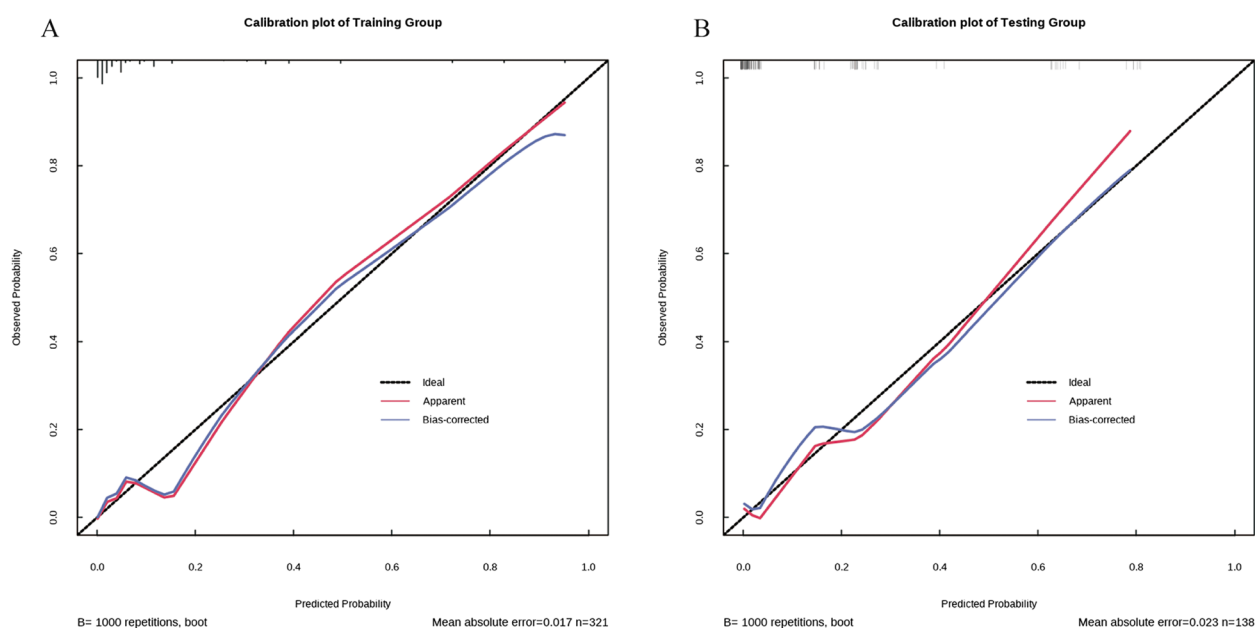 A
Calibration plot of Training Group
1.0
0.8
0.6
0.4
0.2
0.0
Observed Probability
Ideal
Apparent
Bias-corrected
0.0 0.2 0.4 0.6 0.8 1.0
Predicted Probability
B= 1000 repetitions, boot
Mean absolute error=0.017 n=321
B
Calibration plot of Testing Group
1.0
0.8
0.6
0.4
0.2
0.0
Observed Probability
Ideal
Apparent
Bias-corrected
0.0 0.2 0.4 0.6 0.8 1.0
Predicted Probability
B= 1000 repetitions, boot
Mean absolute error=0.023 n=138